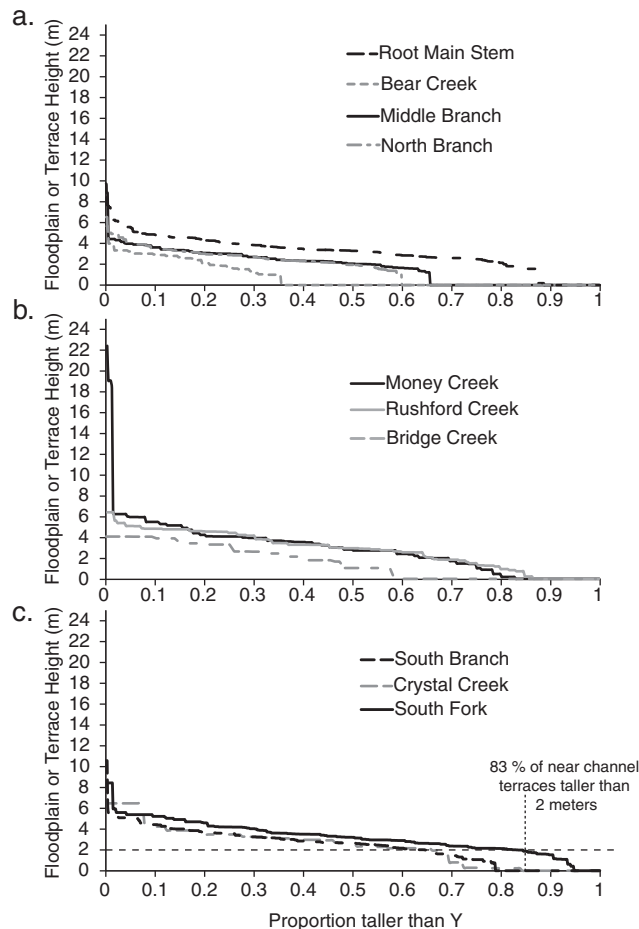 a.
Floodplain or Terrace Height (m)
24
22
20
18
16
14
12
10
8
6
4
2
0
Root Main Stem
Bear Creek
Middle Branch
North Branch
0 0.1 0.2 0.3 0.4 0.5 0.6 0.7 0.8 0.9 1
b.
Floodplain or Terrace Height (m)
24
22
20
18
16
14
12
10
8
6
4
2
0
Money Creek
Rushford Creek
Bridge Creek
0 0.1 0.2 0.3 0.4 0.5 0.6 0.7 0.8 0.9 1
c.
Floodplain or Terrace Height (m)
24
22
20
18
16
14
12
10
8
6
4
2
0
South Branch
Crystal Creek
South Fork
83 % of near channel
terraces taller than
2 meters
0 0.1 0.2 0.3 0.4 0.5 0.6 0.7 0.8 0.9 1
Proportion taller than Y